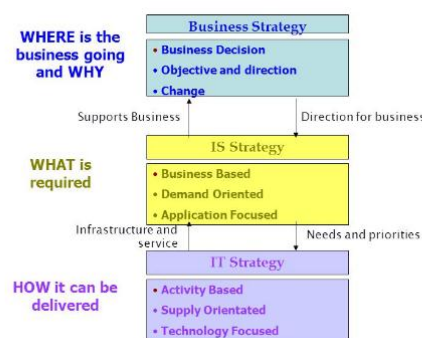 Business Strategy
WHERE is the
business going
and WHY
• Business Decision
• Objective and direction
• Change
Supports Business
Direction for business
IS Strategy
WHAT is
required
• Business Based
• Demand Oriented
• Application Focused
Infrastructure and
service
Needs and priorities
IT Strategy
HOW it can be
delivered
• Activity Based
• Supply Orientated
• Technology Focused